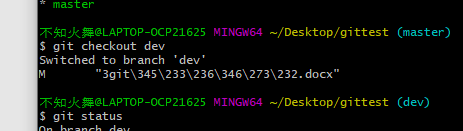 * master
不知火舞@LAPTOP-OCP21625 MINGW64 ~/Desktop/gittest (master)
$ git checkout dev
Switched to branch 'dev'
M "3git\345\233\236\346\273\232.docx"
不知火舞@LAPTOP-OCP21625 MINGW64 ~/Desktop/gittest (dev)
$ git status
On branch dev